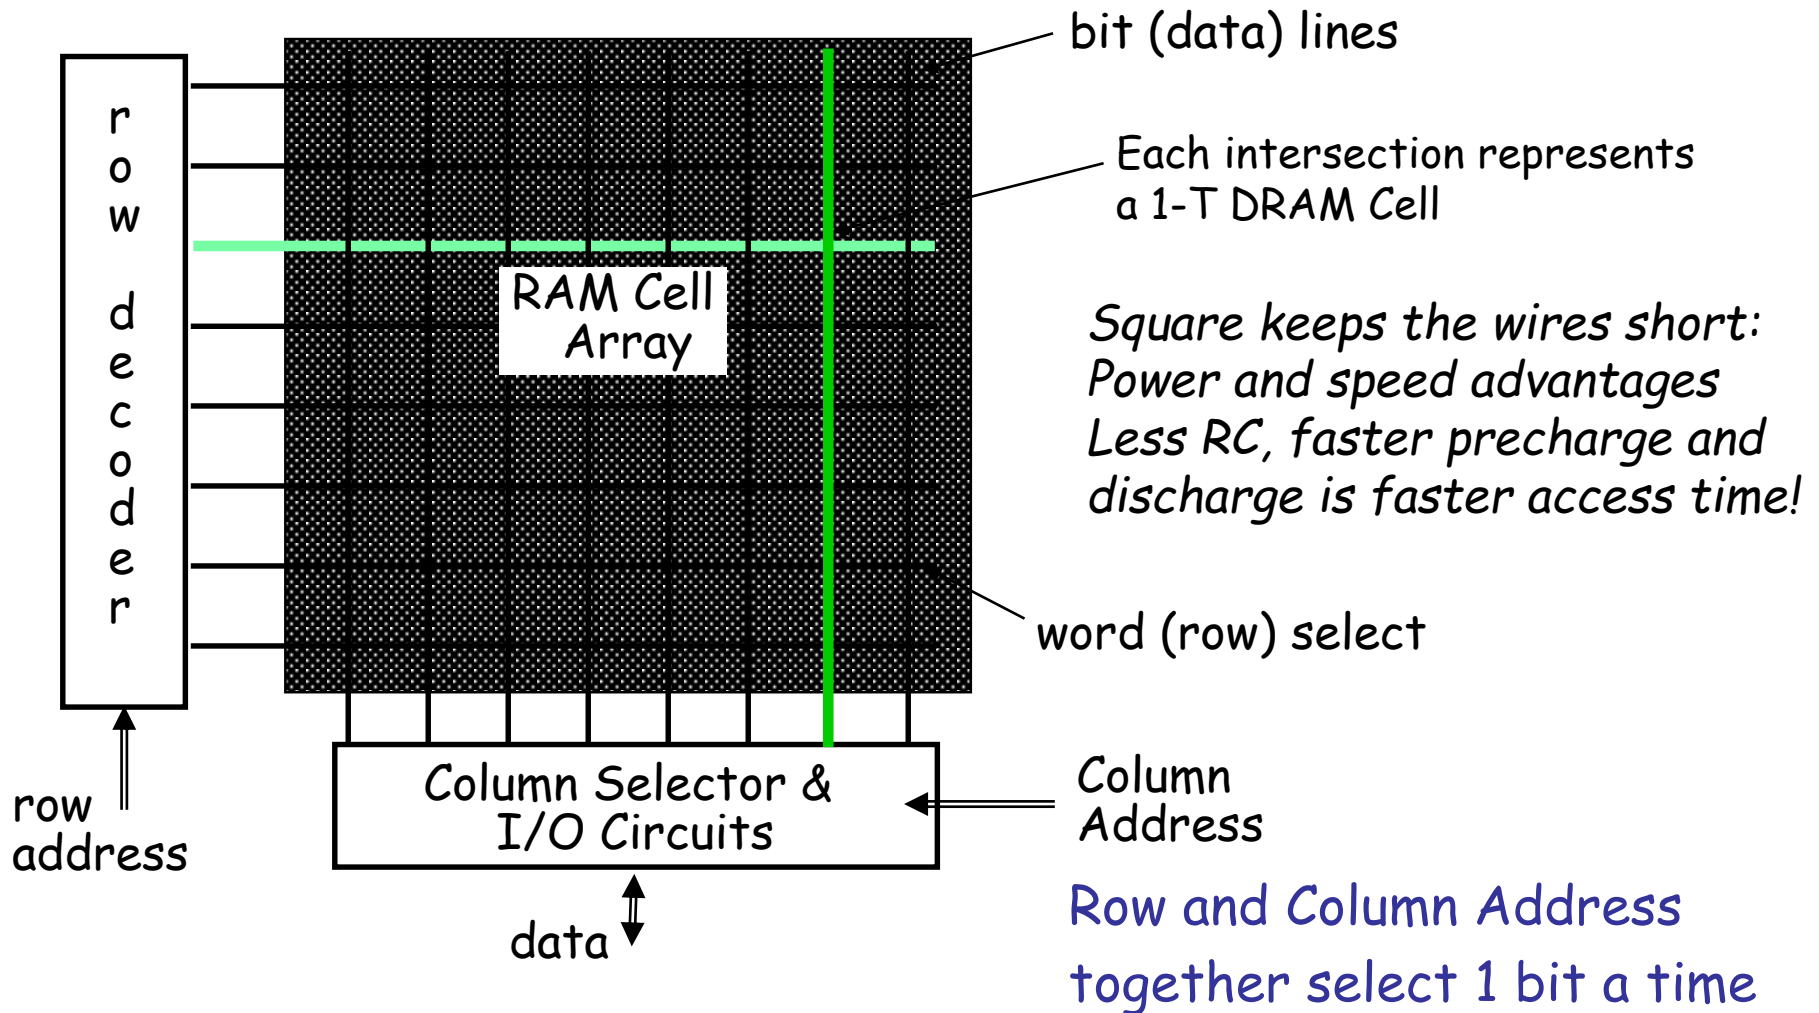 bit (data) lines
row decoder
Each intersection represents
a 1-T DRAM Cell
RAM Cell
Array
Square keeps the wires short:
Power and speed advantages
Less RC, faster precharge and
discharge is faster access time!
word (row) select
row
address
Column Selector &
I/O Circuits
Column
Address
data
Row and Column Address
together select 1 bit a time